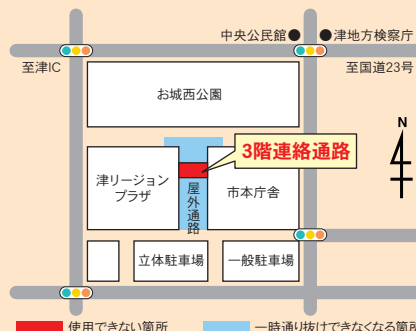 中央公民館● ●津地方検察庁
至津IC 至国道23号
お城西公園
N
3階連絡通路
津リージョン
プラザ
屋外通路
市本庁舎
立体駐車場 一般駐車場
使用できない箇所 一時通り抜けできなくなる箇所